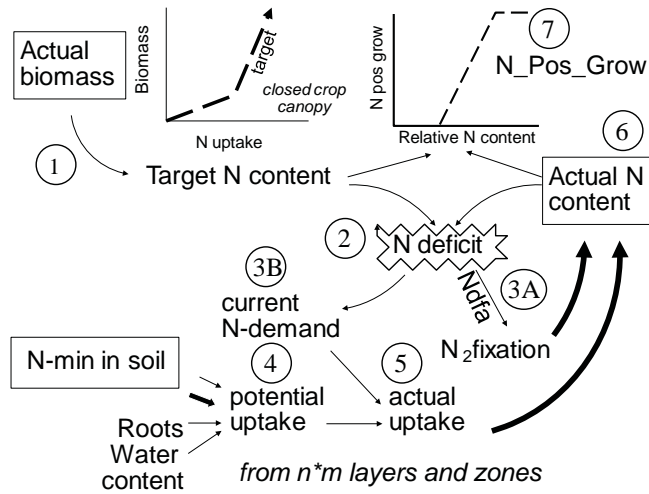 Actual
biomass
Biomass
target
closed crop
canopy
N uptake
N pos grow
7
N_Pos_Grow
Relative N content
6
1
Target N content
Actual N
content
2
N deficit
3B
3A
Ndfa
current
N-demand
N2fixation
N-min in soil
4
5
potential
uptake
actual
uptake
Roots
Water
content
from n*m layers and zones